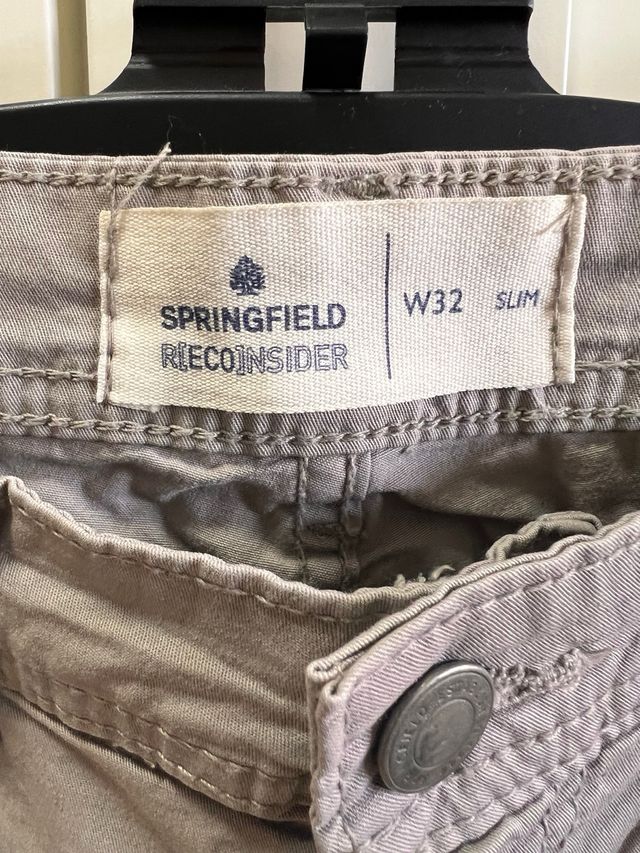 SPRINGFIELD
R[ECO]NSIDER
W32 SLIM